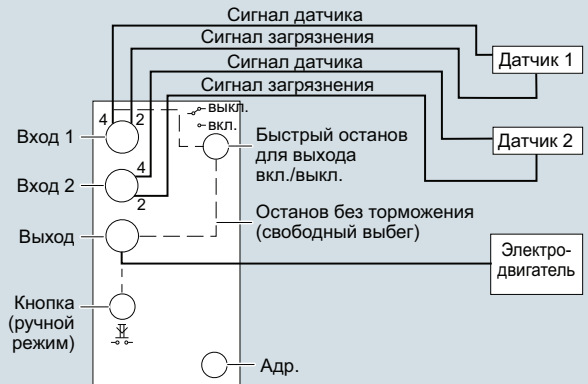 Сигнал датчика
Сигнал загрязнения
Сигнал датчика
Сигнал загрязнения
Датчик 1
Датчик 2
4 2
выкл.
вкл.
Вход 1
Быстрый останов
для выхода
вкл./выкл.
4
Вход 2
2
Выход
Останов без торможения
(свободный выбег)
Электро-
двигатель
Кнопка
(ручной
режим)
Адр.